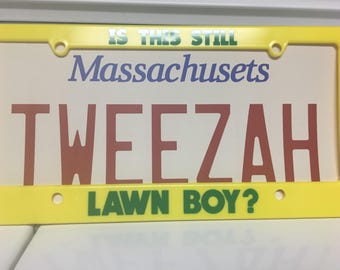 IS THIS STILL
Massachusets
TWEEZAH
LAWN BOY?